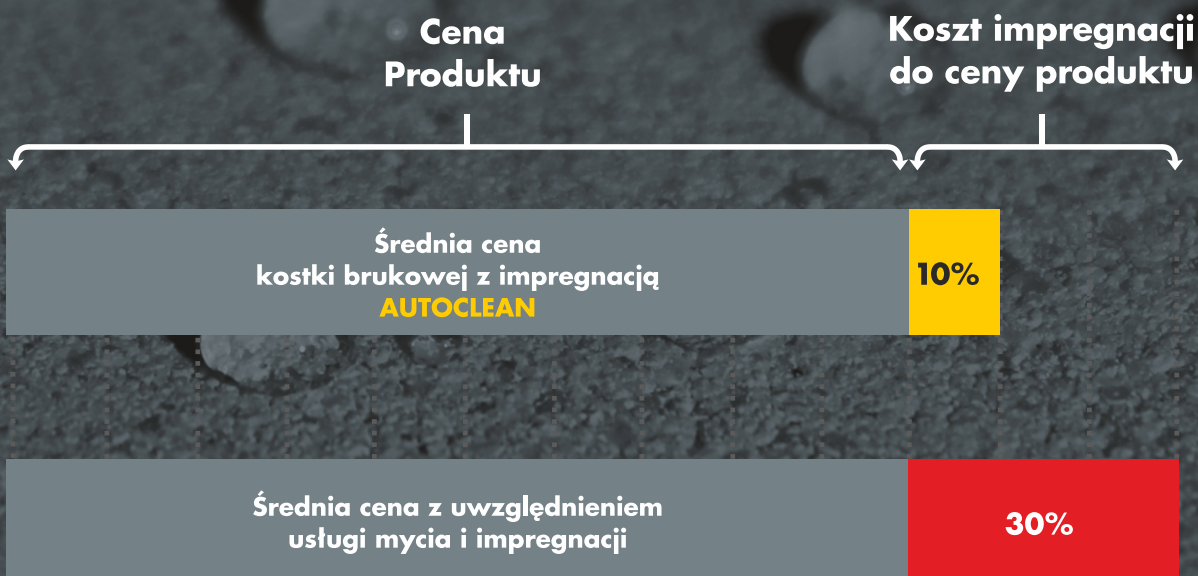 Cena
Produktu
Koszt impregnacji
do ceny produktu
Średnia cena
kostki brukowej z impregnacją
AUTOCLEAN
10%
Średnia cena z uwzględnieniem
usługi mycia i impregnacji
30%